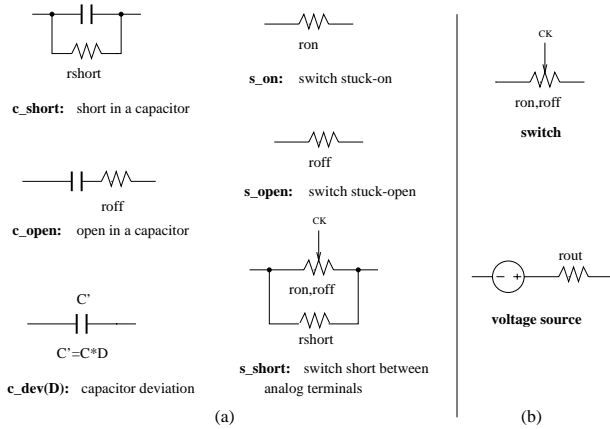 rshort
c_short: short in a capacitor
roff
c_open: open in a capacitor
C'
C'=C*D
c_dev(D): capacitor deviation
ron
s_on: switch stuck-on
roff
s_open: switch stuck-open
CK
ron,roff
rshort
s_short: switch short between
analog terminals
(a)
CK
ron,roff
switch
- +
rout
voltage source
(b)